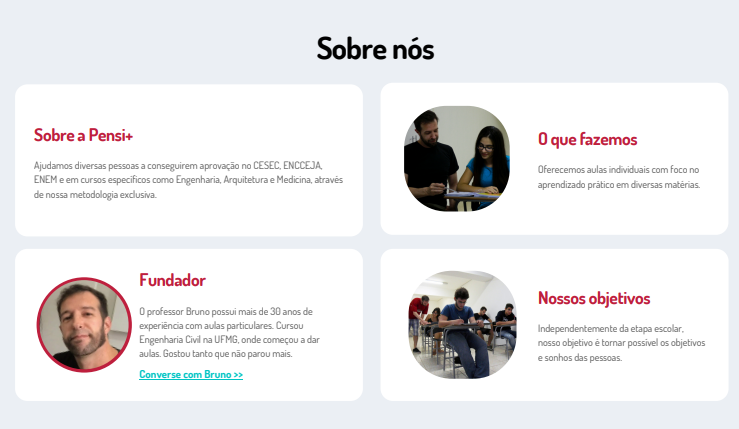 Sobre nós
Sobre a Pensi+
Ajudamos diversas pessoas a conseguirem aprovação no CESEC, ENCCEJA,
ENEM e em cursos específicos como Engenharia, Arquitetura e Medicina, através
de nossa metodologia exclusiva.
O que fazemos
Oferecemos aulas individuais com foco no
aprendizado prático em diversas matérias.
Fundador
O professor Bruno possui mais de 30 anos de
experiência com aulas particulares. Cursou
Engenharia Civil na UFMG, onde começou a dar
aulas. Gostou tanto que não parou mais.
Converse com Bruno >>
Nossos objetivos
Independentemente da etapa escolar,
nosso objetivo é tornar possível os objetivos
e sonhos das pessoas.